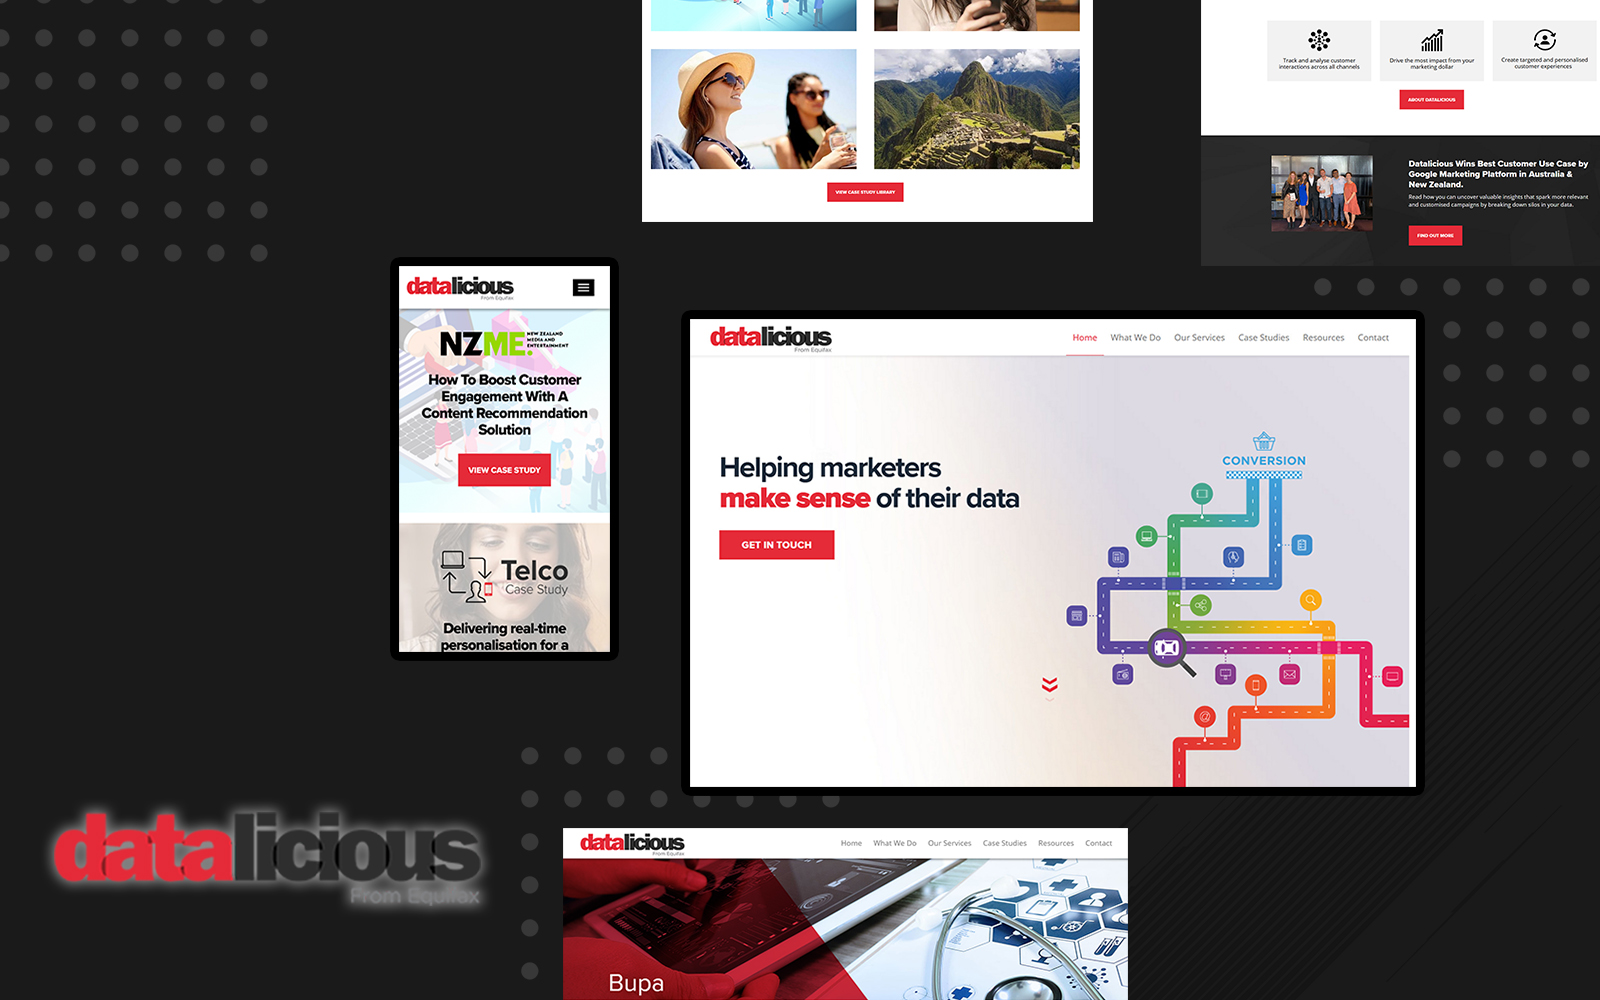 VIEW CASE STUDY LIBRARY
Track and analyse customer
interactions across all channels
Drive the most impact from your
marketing dollar
Create targeted and personalised
customer experiences
ABOUT DATALICIOUS
Datalicious Wins Best Customer Use Case by
Google Marketing Platform in Australia &
New Zealand.
Read how you can uncover valuable insights that spark more relevant
and customised campaigns by breaking down silos in your data.
FIND OUT MORE
datalicious
From Equifax
NZME.
NEW ZEALAND
MEDIA AND
ENTERTAINMENT
How To Boost Customer
Engagement With A
Content Recommendation
Solution
VIEW CASE STUDY
Telco
Case Study
Delivering real-time
personalisation for a
datalicious
From Equifax
Home What We Do Our Services Case Studies Resources Contact
Helping marketers
make sense of their data
GET IN TOUCH
CONVERSION
datalicious
From Equifax
datalicious
From Equifax
Home What We Do Our Services Case Studies Resources Contact
Bupa